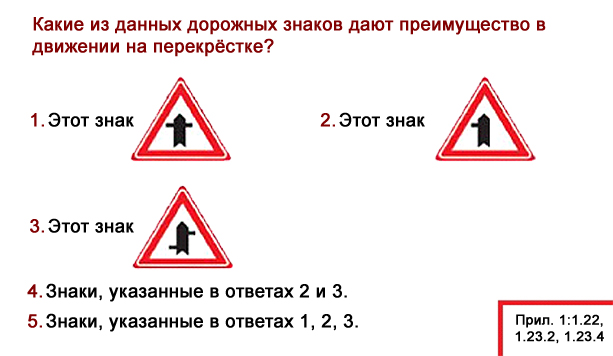 Какие из данных дорожных знаков дают преимущество в
движении на перекрёстке?
1. Этот знак
2. Этот знак
3. Этот знак
4. Знаки, указанные в ответах 2 и 3.
5. Знаки, указанные в ответах 1, 2, 3.
Прил. 1:1.22,
1.23.2, 1.23.4